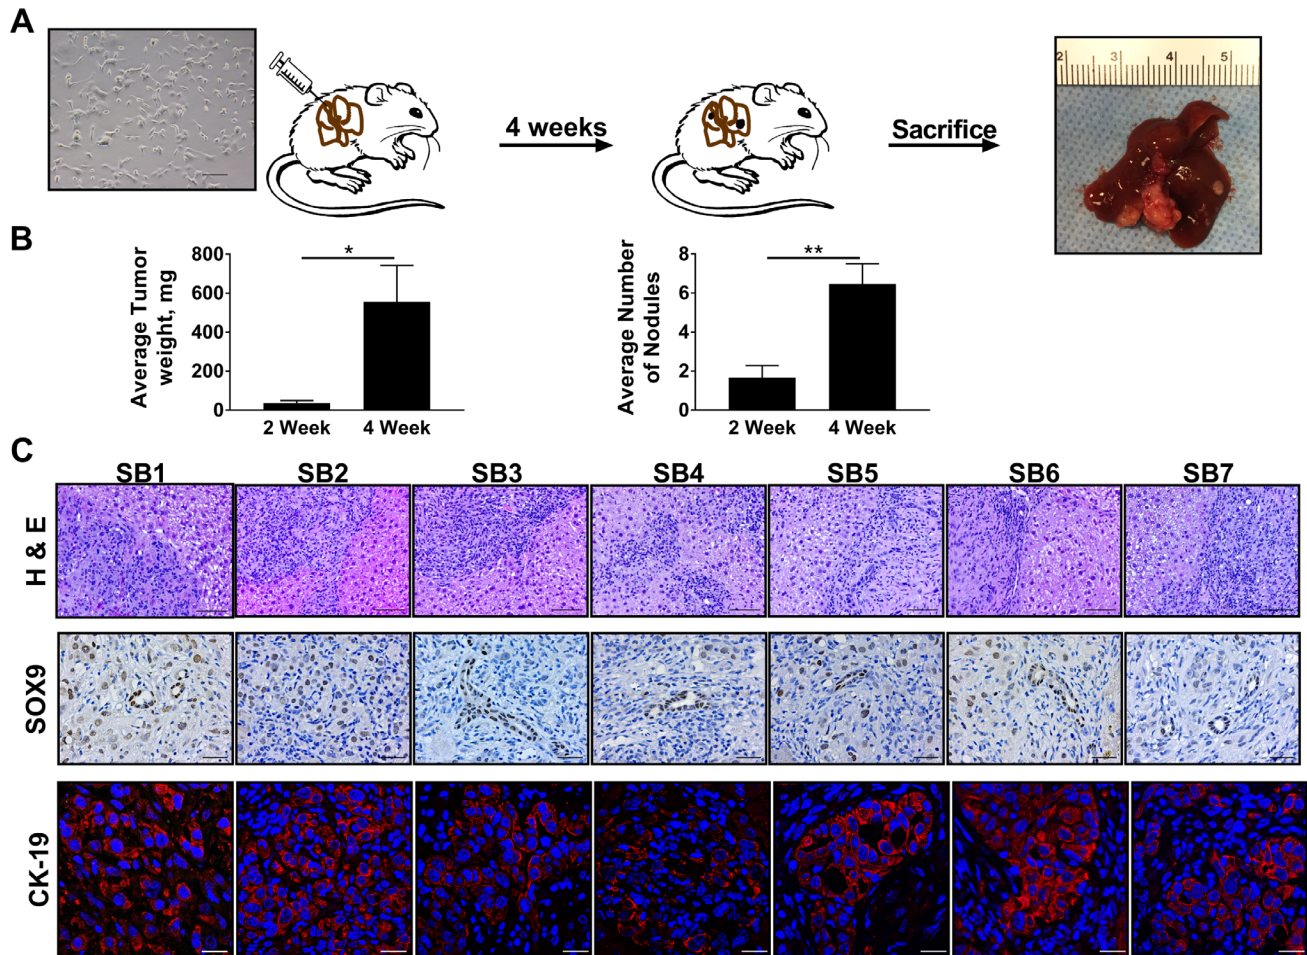 A
4 weeks
Sacrifice
2 3 4 5
B
Average Tumor
weight, mg
800
600
400
200
0
*
2 Week 4 Week
Average Number
of Nodules
8
6
4
2
0
**
2 Week 4 Week
C
SB1 SB2 SB3 SB4 SB5 SB6 SB7
H & E
SOX9
CK-19